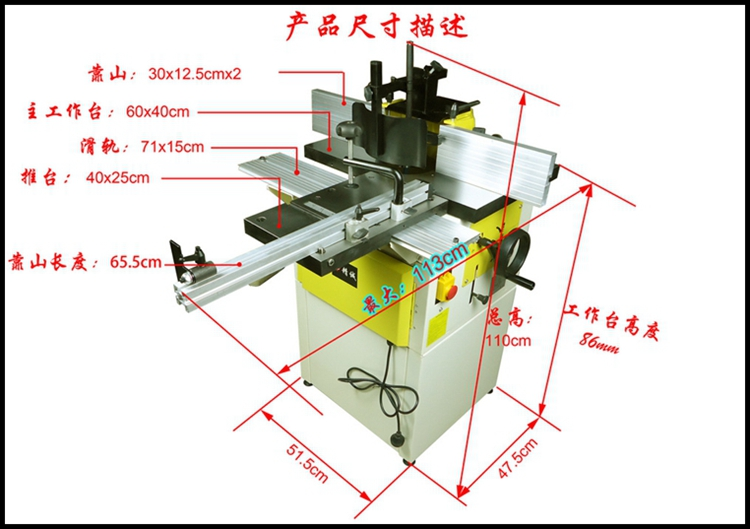 产品尺寸描述
靠山：30x12.5cmx2
主工作台：60x40cm
滑轨：71x15cm
推台：40x25cm
靠山长度：65.5cm
最大：113cm
总高：
110cm
工作台高度
86mm
51.5cm
47.5cm